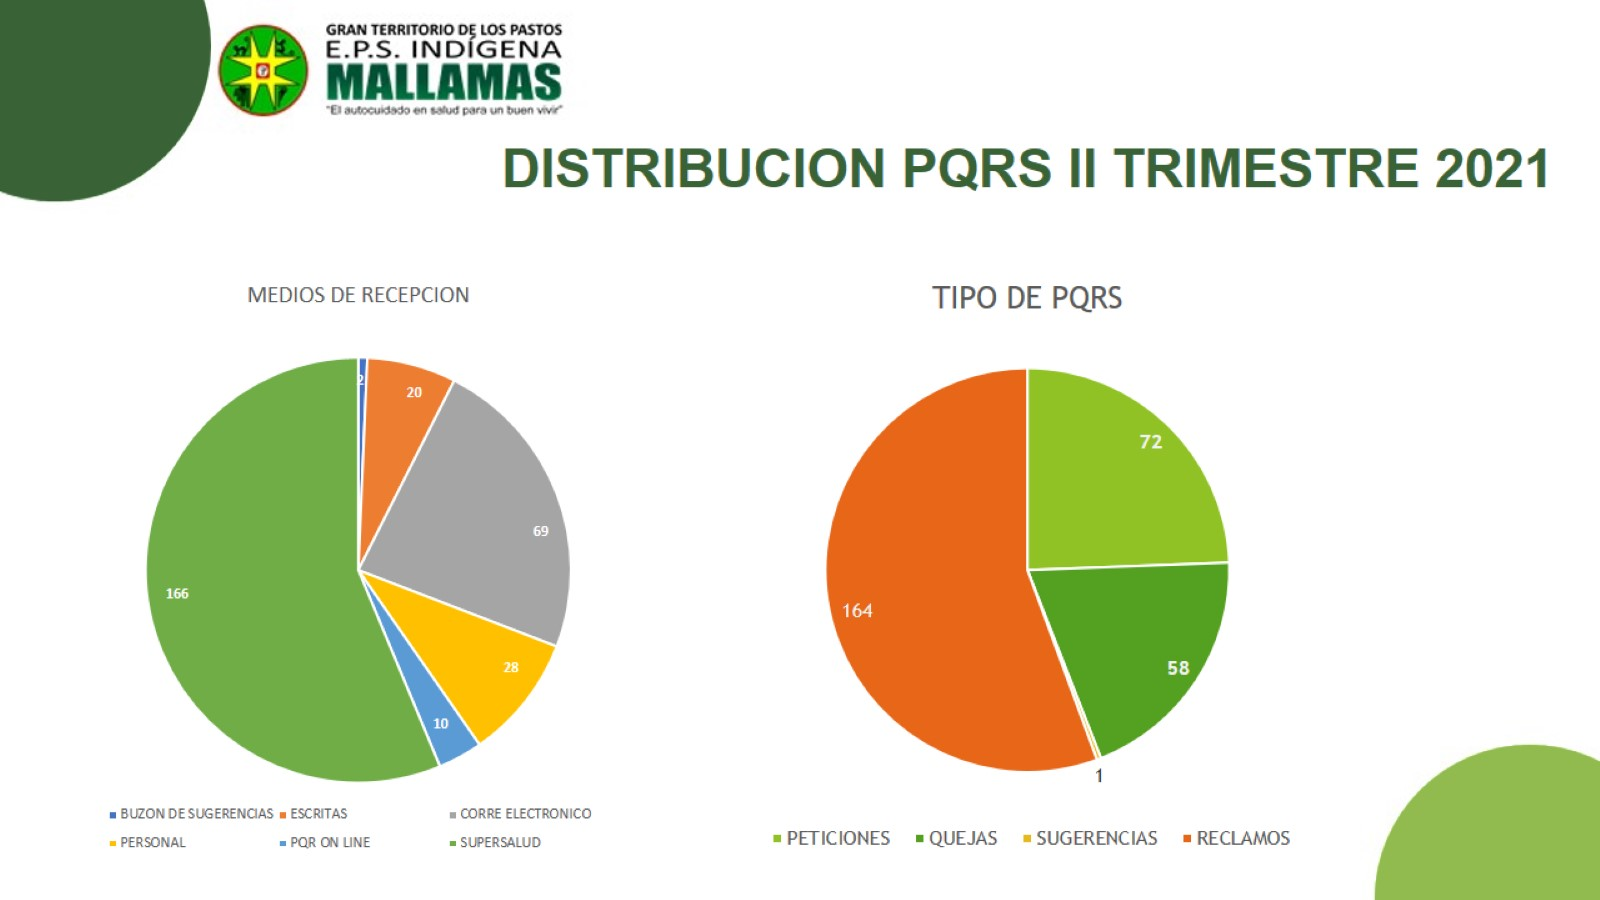 GRAN TERRITORIO DE LOS PASTOS
E.P.S. INDÍGENA
MALLAMAS
"El autocuidado en salud para un buen vivir"
DISTRIBUCION PQRS II TRIMESTRE 2021
MEDIOS DE RECEPCION
2
20
69
166
28
10
BUZON DE SUGERENCIAS ESCRITAS CORRE ELECTRONICO
PERSONAL PQR ON LINE SUPERSALUD
TIPO DE PQRS
72
164
58
1
PETICIONES QUEJAS SUGERENCIAS RECLAMOS